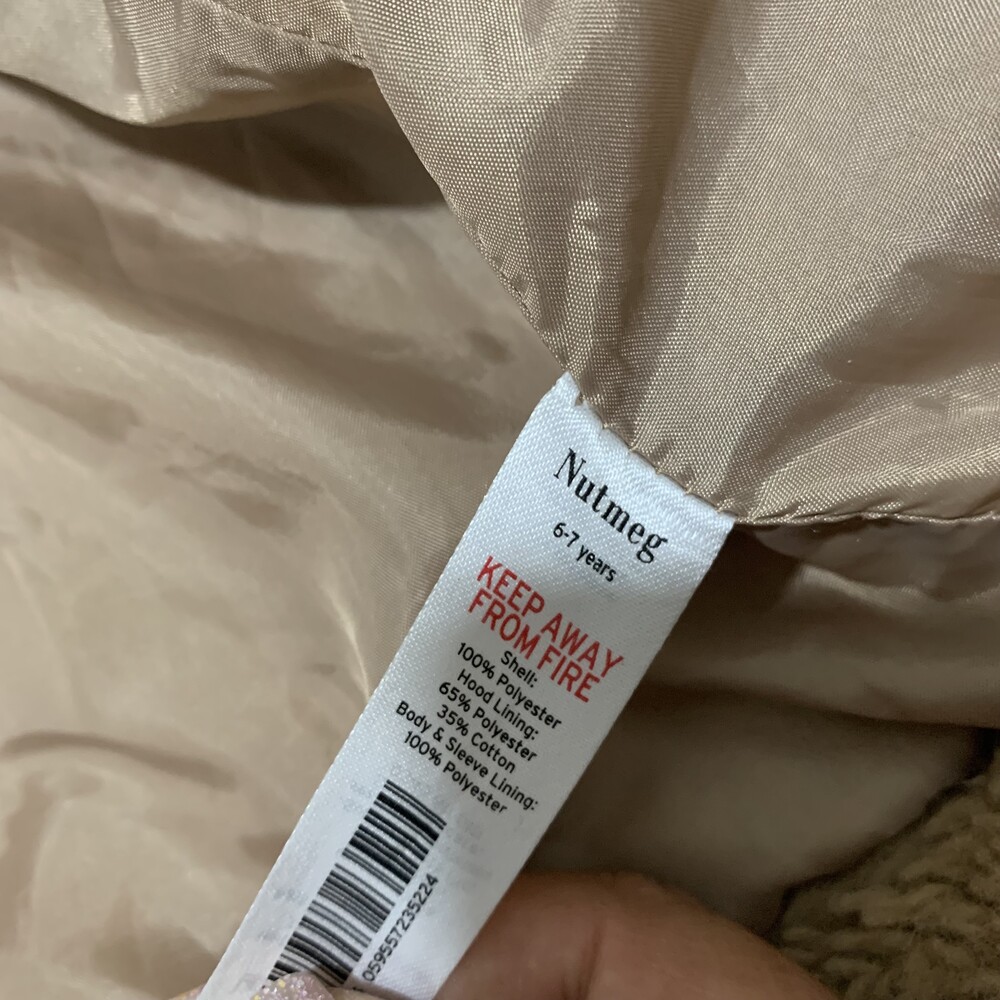 Nutmeg
6-7 years
KEEP AWAY
FROM FIRE
Shell:
100% Polyester
Hood Lining:
65% Polyester
35% Cotton
Body & Sleeve Lining:
100% Polyester
059557235224